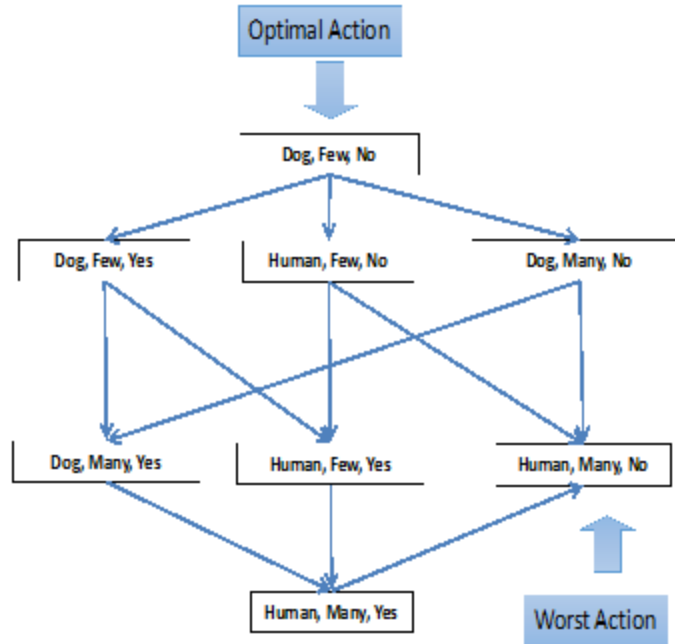 Optimal Action
Dog, Few, No
Dog, Few, Yes
Human, Few, No
Dog, Many, No
Dog, Many, Yes
Human, Few, Yes
Human, Many, No
Human, Many, Yes
Worst Action